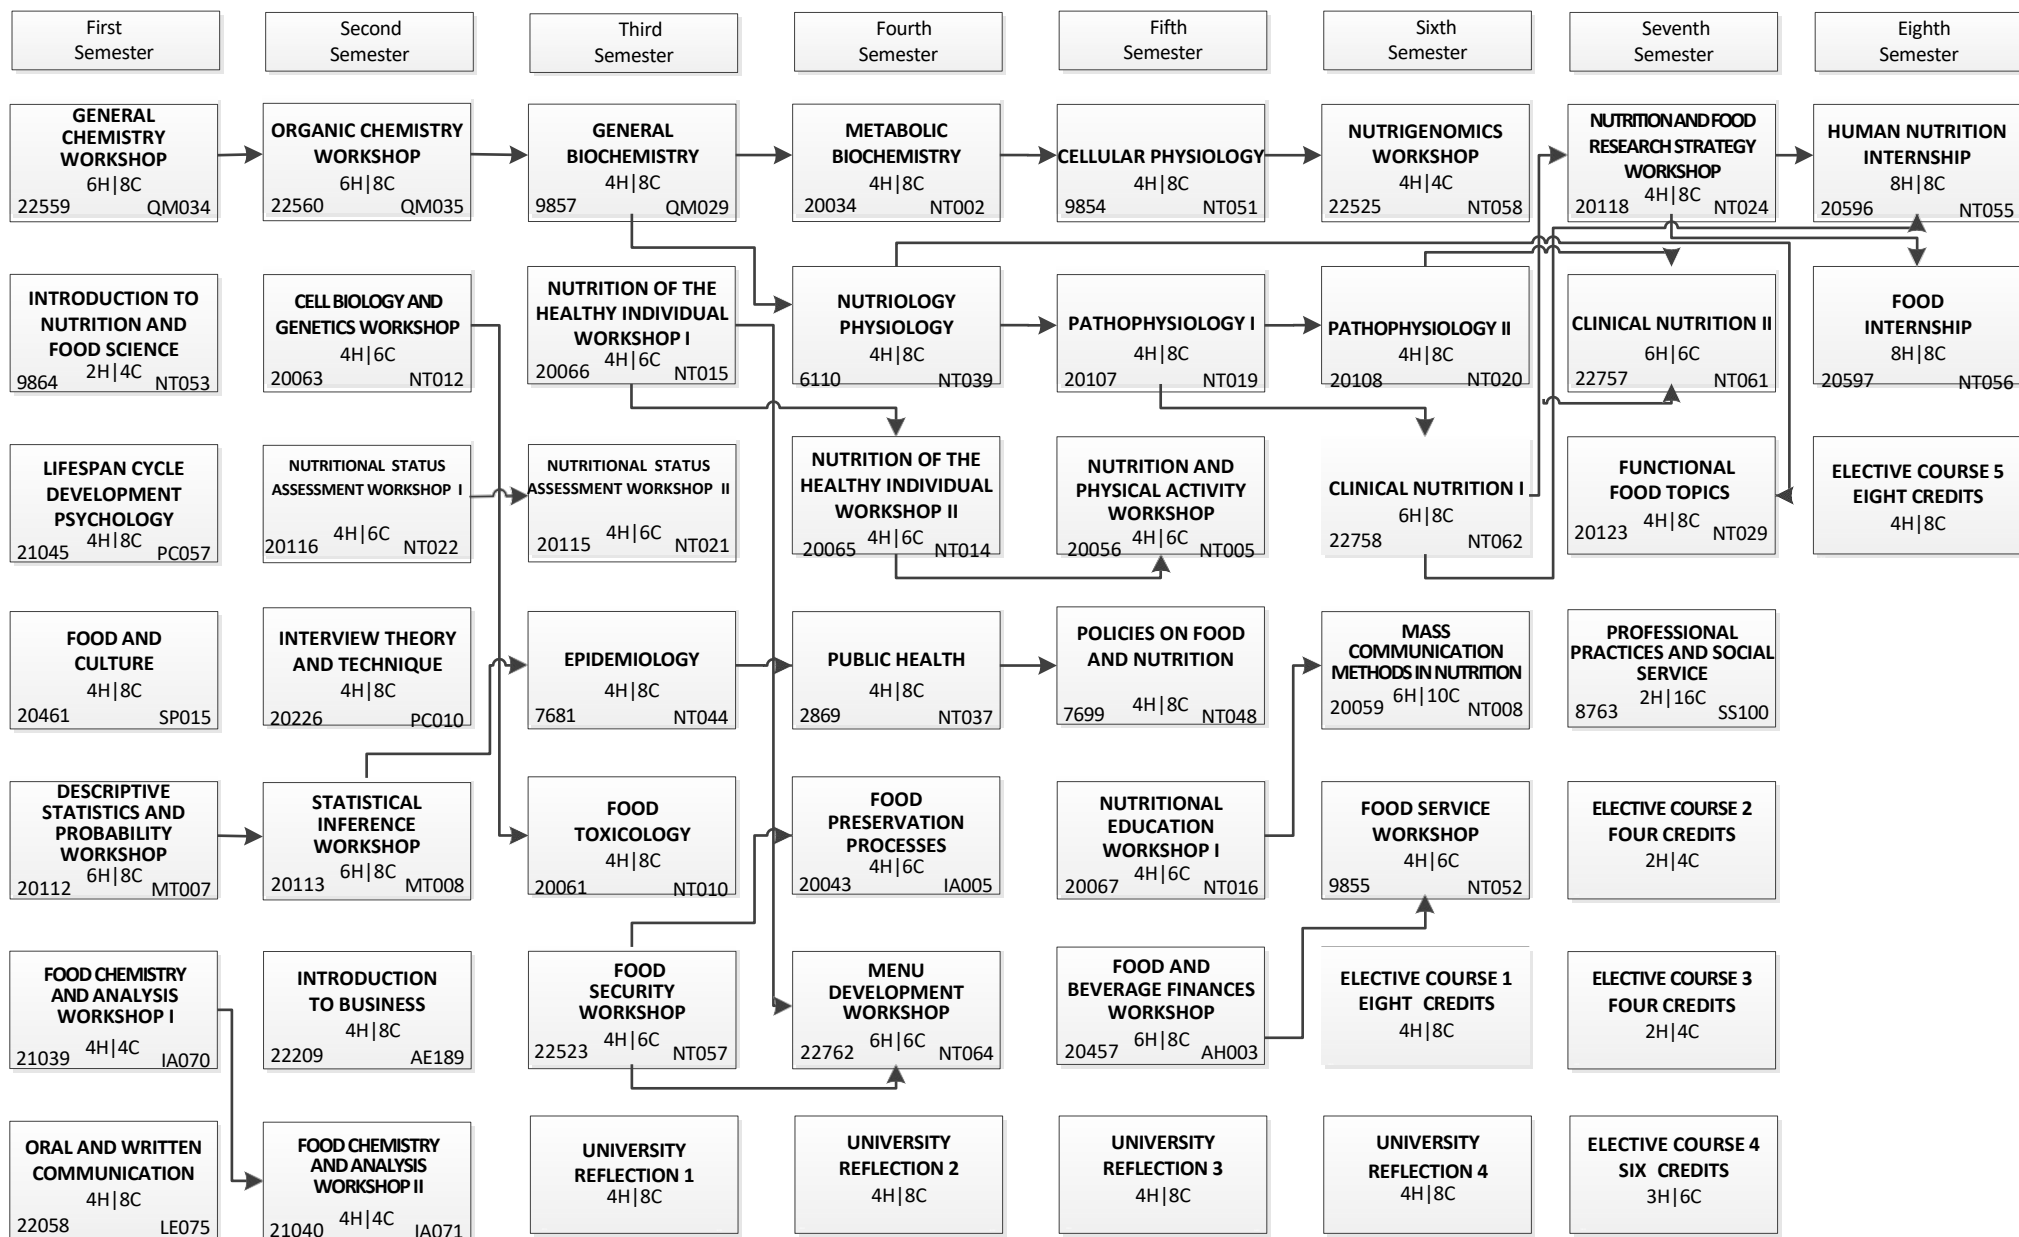 First
Semester
Second
Semester
Third
Semester
Fourth
Semester
Fifth
Semester
Sixth
Semester
Seventh
Semester
Eighth
Semester
GENERAL
CHEMISTRY
WORKSHOP
6H|8C
22559 QM034
ORGANIC CHEMISTRY
WORKSHOP
6H|8C
22560 QM035
GENERAL
BIOCHEMISTRY
4H|8C
9857 QM029
METABOLIC
BIOCHEMISTRY
4H|8C
20034 NT002
CELLULAR PHYSIOLOGY
4H|8C
9854 NT051
NUTRIGENOMICS
WORKSHOP
4H|4C
22525 NT058
NUTRITION AND FOOD
RESEARCH STRATEGY
WORKSHOP
4H|8C
20118 NT024
HUMAN NUTRITION
INTERNSHIP
8H|8C
20596 NT055
INTRODUCTION TO
NUTRITION AND
FOOD SCIENCE
2H|4C
9864 NT053
CELL BIOLOGY AND
GENETICS WORKSHOP
4H|6C
20063 NT012
NUTRITION OF THE
HEALTHY INDIVIDUAL
WORKSHOP I
4H|6C
20066 NT015
NUTRIOLOGY
PHYSIOLOGY
4H|8C
6110 NT039
PATHOPHYSIOLOGY I
4H|8C
20107 NT019
PATHOPHYSIOLOGY II
4H|8C
20108 NT020
CLINICAL NUTRITION II
6H|6C
22757 NT061
FOOD
INTERNSHIP
8H|8C
20597 NT056
LIFESPAN CYCLE
DEVELOPMENT
PSYCHOLOGY
4H|8C
21045 PC057
NUTRITIONAL STATUS
ASSESSMENT WORKSHOP I
4H|6C
20116 NT022
NUTRITIONAL STATUS
ASSESSMENT WORKSHOP II
4H|6C
20115 NT021
NUTRITION OF THE
HEALTHY INDIVIDUAL
WORKSHOP II
4H|6C
20065 NT014
NUTRITION AND
PHYSICAL ACTIVITY
WORKSHOP
4H|6C
20056 NT005
CLINICAL NUTRITION I
6H|8C
22758 NT062
FUNCTIONAL
FOOD TOPICS
4H|8C
20123 NT029
ELECTIVE COURSE 5
EIGHT CREDITS
4H|8C
FOOD AND
CULTURE
4H|8C
20461 SP015
INTERVIEW THEORY
AND TECHNIQUE
4H|8C
20226 PC010
EPIDEMIOLOGY
4H|8C
7681 NT044
PUBLIC HEALTH
4H|8C
2869 NT037
POLICIES ON FOOD
AND NUTRITION
4H|8C
7699 NT048
MASS
COMMUNICATION
METHODS IN NUTRITION
6H|10C
20059 NT008
PROFESSIONAL
PRACTICES AND SOCIAL
SERVICE
2H|16C
8763 SS100
DESCRIPTIVE
STATISTICS AND
PROBABILITY
WORKSHOP
6H|8C
20112 MT007
STATISTICAL
INFERENCE
WORKSHOP
6H|8C
20113 MT008
FOOD
TOXICOLOGY
4H|8C
20061 NT010
FOOD
PRESERVATION
PROCESSES
4H|6C
20043 IA005
NUTRITIONAL
EDUCATION
WORKSHOP I
4H|6C
20067 NT016
FOOD SERVICE
WORKSHOP
4H|6C
9855 NT052
ELECTIVE COURSE 2
FOUR CREDITS
2H|4C
FOOD CHEMISTRY
AND ANALYSIS
WORKSHOP I
4H|4C
21039 IA070
INTRODUCTION
TO BUSINESS
4H|8C
22209 AE189
FOOD
SECURITY
WORKSHOP
4H|6C
22523 NT057
MENU
DEVELOPMENT
WORKSHOP
6H|6C
22762 NT064
FOOD AND
BEVERAGE FINANCES
WORKSHOP
6H|8C
20457 AH003
ELECTIVE COURSE 1
EIGHT CREDITS
4H|8C
ELECTIVE COURSE 3
FOUR CREDITS
2H|4C
ORAL AND WRITTEN
COMMUNICATION
4H|8C
22058 LE075
FOOD CHEMISTRY
AND ANALYSIS
WORKSHOP II
4H|4C
21040 IA071
UNIVERSITY
REFLECTION 1
4H|8C
UNIVERSITY
REFLECTION 2
4H|8C
UNIVERSITY
REFLECTION 3
4H|8C
UNIVERSITY
REFLECTION 4
4H|8C
ELECTIVE COURSE 4
SIX CREDITS
3H|6C